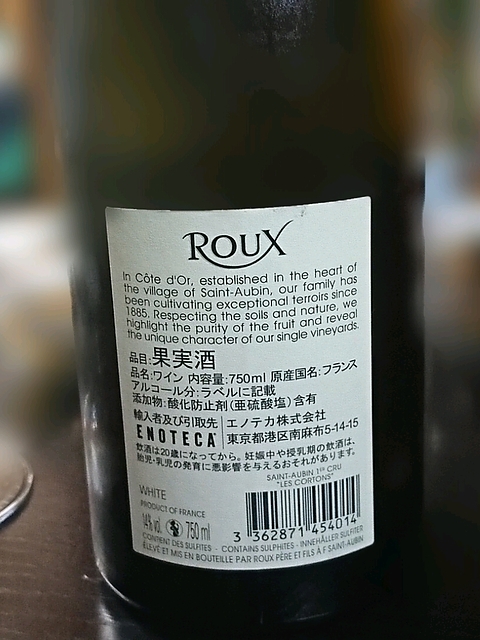 ROUX
In Côte d'Or, established in the heart of
the village of Saint-Aubin, our family has
been cultivating exceptional terroirs since
1885. Respecting the soils and nature, we
highlight the purity of the fruit and reveal
the unique character of our single vineyards.
品目:果実酒
品名:ワイン 内容量:750ml 原産国名:フランス
アルコール分:ラベルに記載
添加物:酸化防止剤(亜硫酸塩)含有
輸入者及び引取先 エノテカ株式会社
ENOTECA 東京都港区南麻布5-14-15
飲酒は20歳になってから。妊娠中や授乳期の飲酒は、
胎児・乳児の発育に悪影響を与えるおそれがあります。
SAINT-AUBIN 1ER CRU
"LES CORTONS"
WHITE
PRODUCT OF FRANCE
14% vol. 750 ml
3 362871 454014
CONTIENT DES SULFITES - CONTAINS SULPHITES - INNEHÅLLER SULFITER
ÉLEVÉ ET MIS EN BOUTEILLE PAR ROUX PÈRE ET FILS À F SAINT-AUBIN